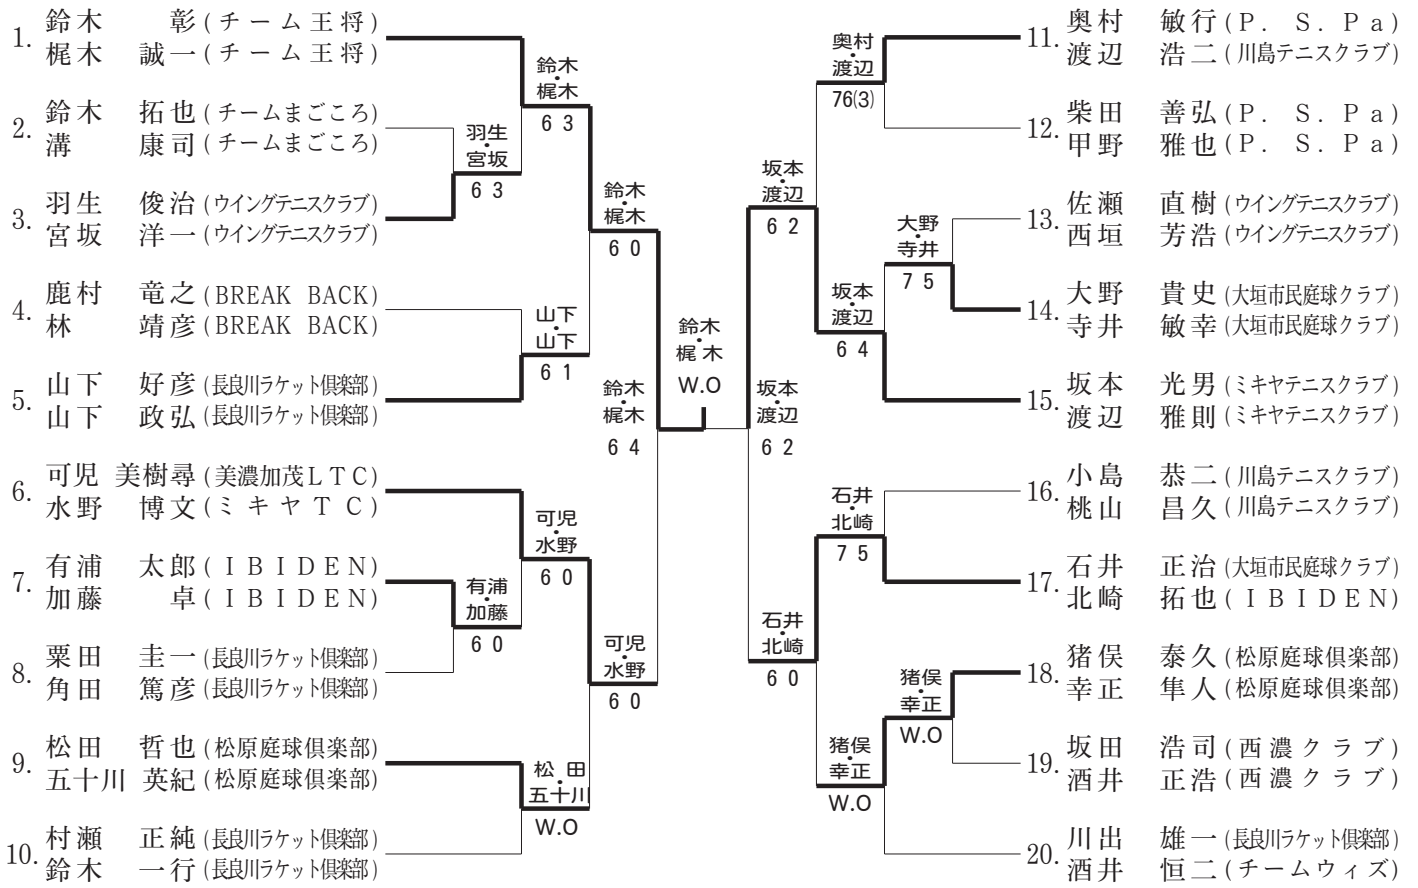 1. 鈴木 彰(チーム王将)
梶木 誠一(チーム王将)
2. 鈴木 拓也(チームまごころ)
溝 康司(チームまごころ)
3. 羽生 俊治(ウイングテニスクラブ)
宮坂 洋一(ウイングテニスクラブ)
4. 鹿村 竜之(BREAK BACK)
林 靖彦(BREAK BACK)
5. 山下 好彦(長良川ラケット倶楽部)
山下 政弘(長良川ラケット倶楽部)
6. 可児 美樹尋(美濃加茂LTC)
水野 博文(ミキヤTC)
7. 有浦 太郎(IBIDEN)
加藤 卓(IBIDEN)
8. 粟田 圭一(長良川ラケット倶楽部)
角田 篤彦(長良川ラケット倶楽部)
9. 松田 哲也(松原庭球倶楽部)
五十川 英紀(松原庭球倶楽部)
10. 村瀬 正純(長良川ラケット倶楽部)
鈴木 一行(長良川ラケット倶楽部)
羽生・
宮坂
6 3
有浦・
加藤
6 0
鈴木・
梶木
6 3
山下・
山下
6 1
可児・
水野
6 0
松田・
五十川
W.O
鈴木・
梶木
6 0
可児・
水野
6 0
鈴木・
梶木
6 4
鈴木・
梶木
W.O
坂本・
渡辺
6 2
坂本・
渡辺
6 2
石井・
北崎
6 0
奥村・
渡辺
76(3)
坂本・
渡辺
6 4
石井・
北崎
7 5
猪俣・
幸正
W.O
大野・
寺井
7 5
猪俣・
幸正
W.O
11. 奥村 敏行(P. S. Pa)
渡辺 浩二(川島テニスクラブ)
12. 柴田 善弘(P. S. Pa)
甲野 雅也(P. S. Pa)
13. 佐瀬 直樹(ウイングテニスクラブ)
西垣 芳浩(ウイングテニスクラブ)
14. 大野 貴史(大垣市民庭球クラブ)
寺井 敏幸(大垣市民庭球クラブ)
15. 坂本 光男(ミキヤテニスクラブ)
渡辺 雅則(ミキヤテニスクラブ)
16. 小島 恭二(川島テニスクラブ)
桃山 昌久(川島テニスクラブ)
17. 石井 正治(大垣市民庭球クラブ)
北崎 拓也(IBIDEN)
18. 猪俣 泰久(松原庭球倶楽部)
幸正 隼人(松原庭球倶楽部)
19. 坂田 浩司(西濃クラブ)
酒井 正浩(西濃クラブ)
20. 川出 雄一(長良川ラケット倶楽部)
酒井 恒二(チームウィズ)